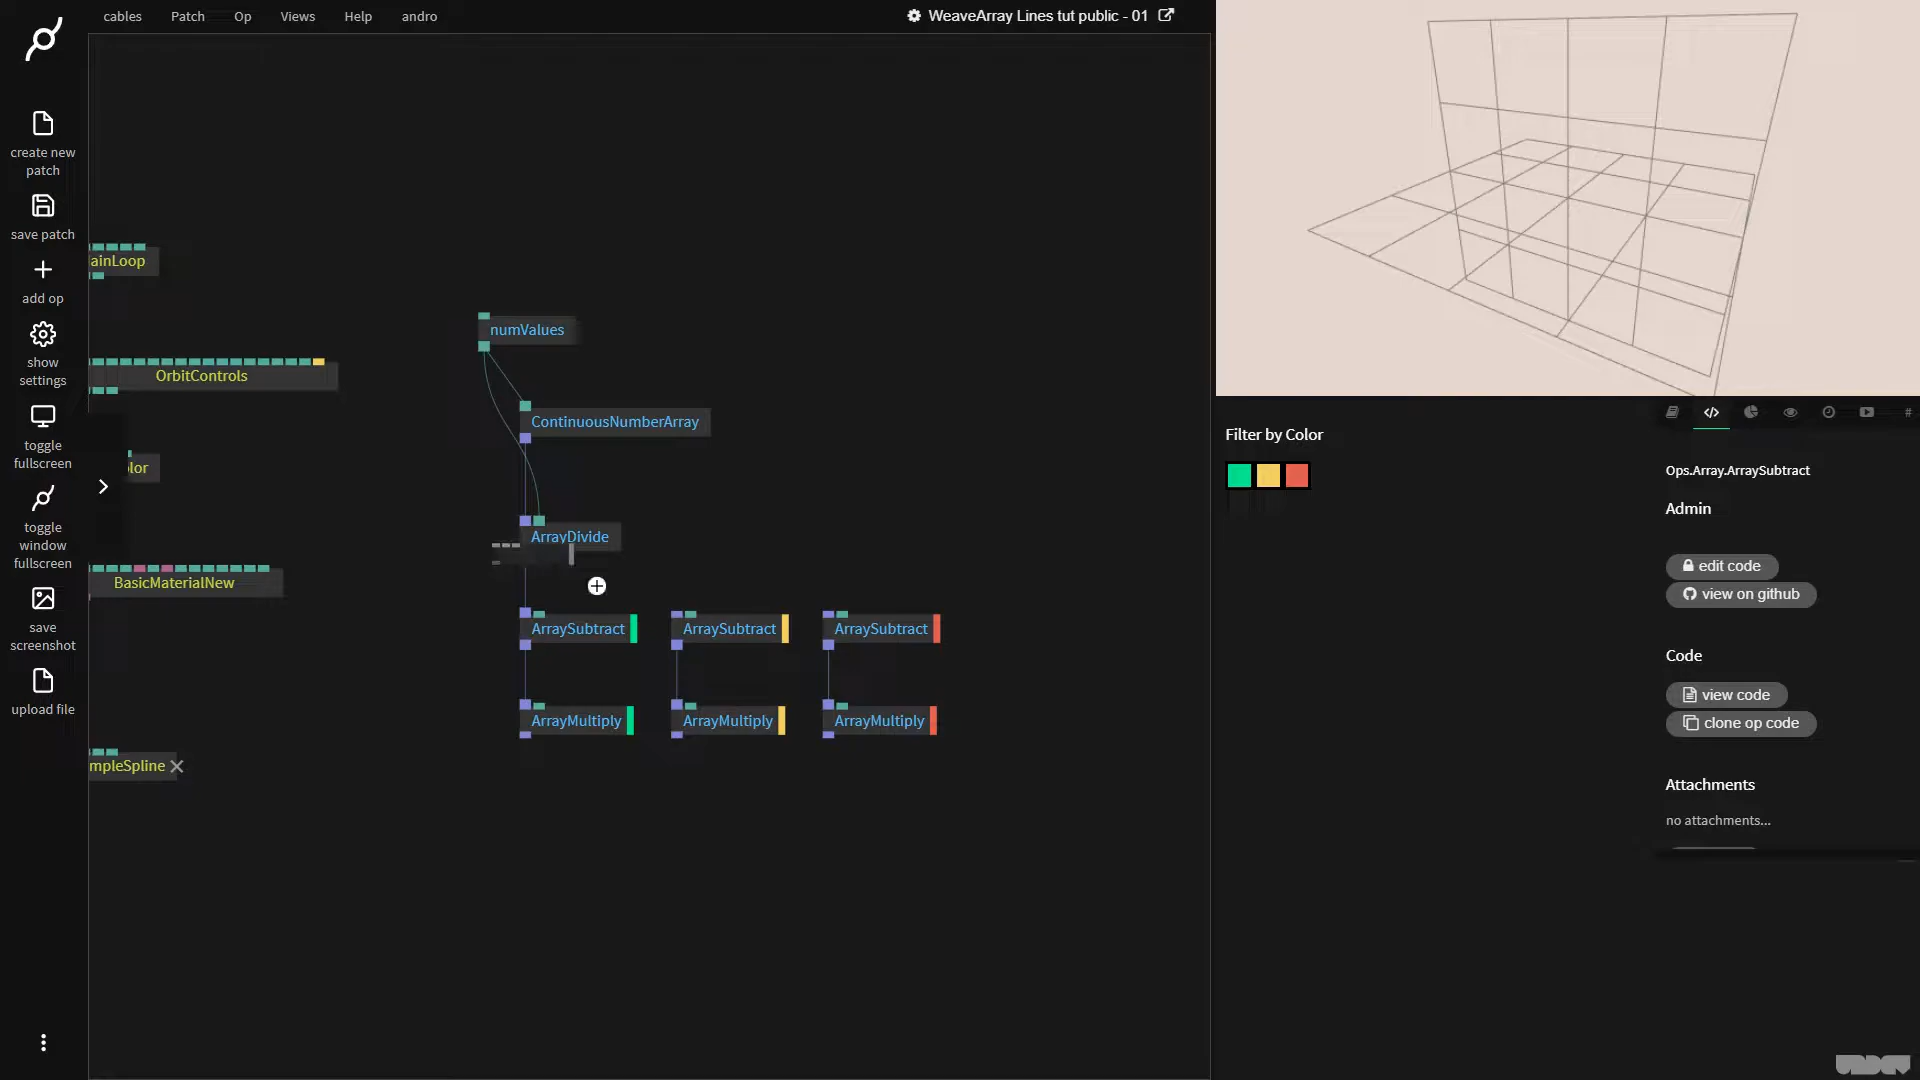 cables
Patch
Op
Views
Help
andro
WeaveArray Lines tut public - 01
create new
patch
save patch
add op
show
settings
toggle
fullscreen
toggle
window
fullscreen
save
screenshot
upload file
ainLoop
OrbitControls
lor
BasicMaterialNew
mpleSpline
numValues
ContinuousNumberArray
ArrayDivide
ArraySubtract
ArraySubtract
ArraySubtract
ArrayMultiply
ArrayMultiply
ArrayMultiply
Filter by Color
#
Ops.Array.ArraySubtract
Admin
edit code
view on github
Code
view code
clone op code
Attachments
no attachments...